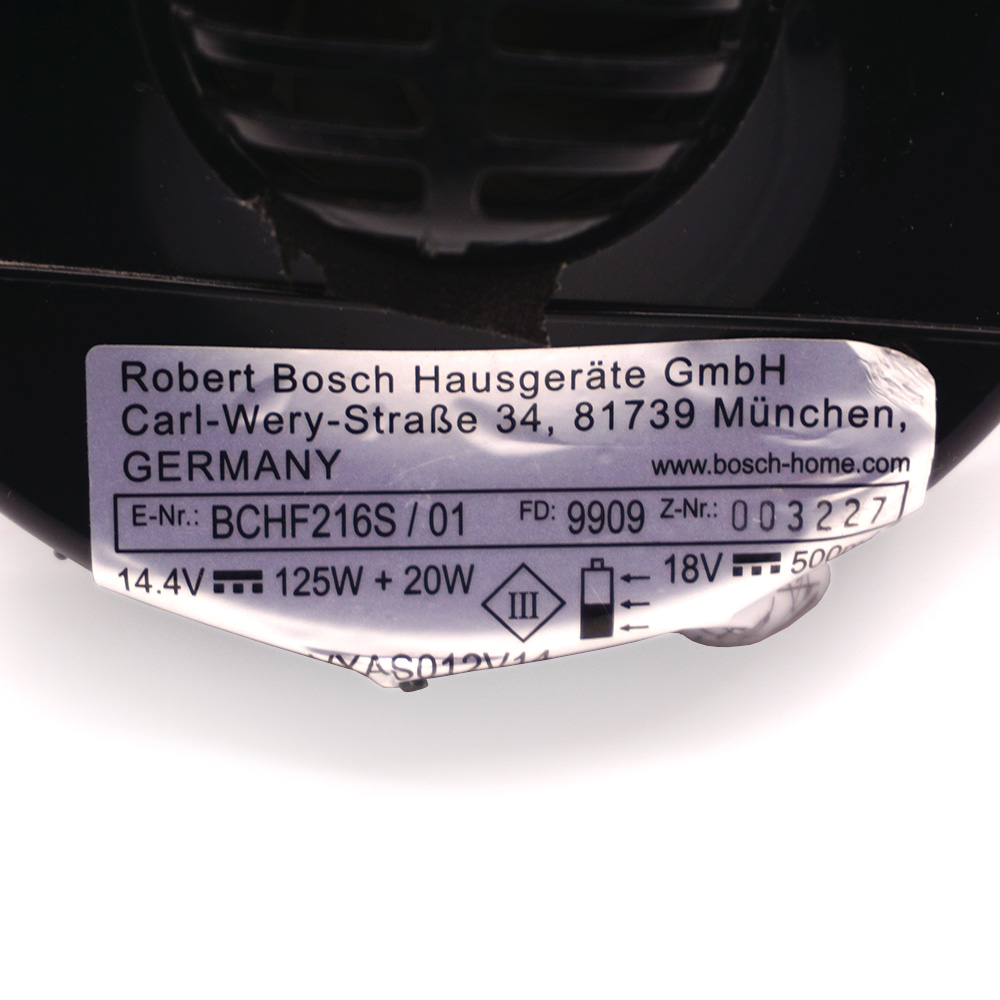 Robert Bosch Hausgeräte GmbH
Carl-Wery-Straße 34, 81739 München,
GERMANY www.bosch-home.com
E-Nr.: BCHF216S / 01 FD: 9909 Z-Nr.: 003227
14.4V 125W + 20W III 18V